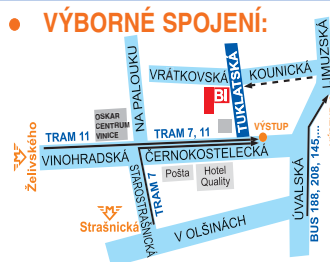 • VÝBORNÉ SPOJENÍ:
NA PALOUKU
VRÁTKOVSKÁ
TUKLATSKÁ
KOUNICKÁ
LIMUZSKÁ
BI
OSKAR
CENTRUM
VINICE
VÝSTUP
Želivského
TRAM 11
TRAM 7, 11
VINOHRADSKÁ
ČERNOKOSTELECKÁ
STAROSTRAŠNICKÁ
TRAM 7
Pošta
Hotel
Quality
ÚVALSKÁ
BUS 188, 208, 145,...
Strašnická
V OLŠINÁCH